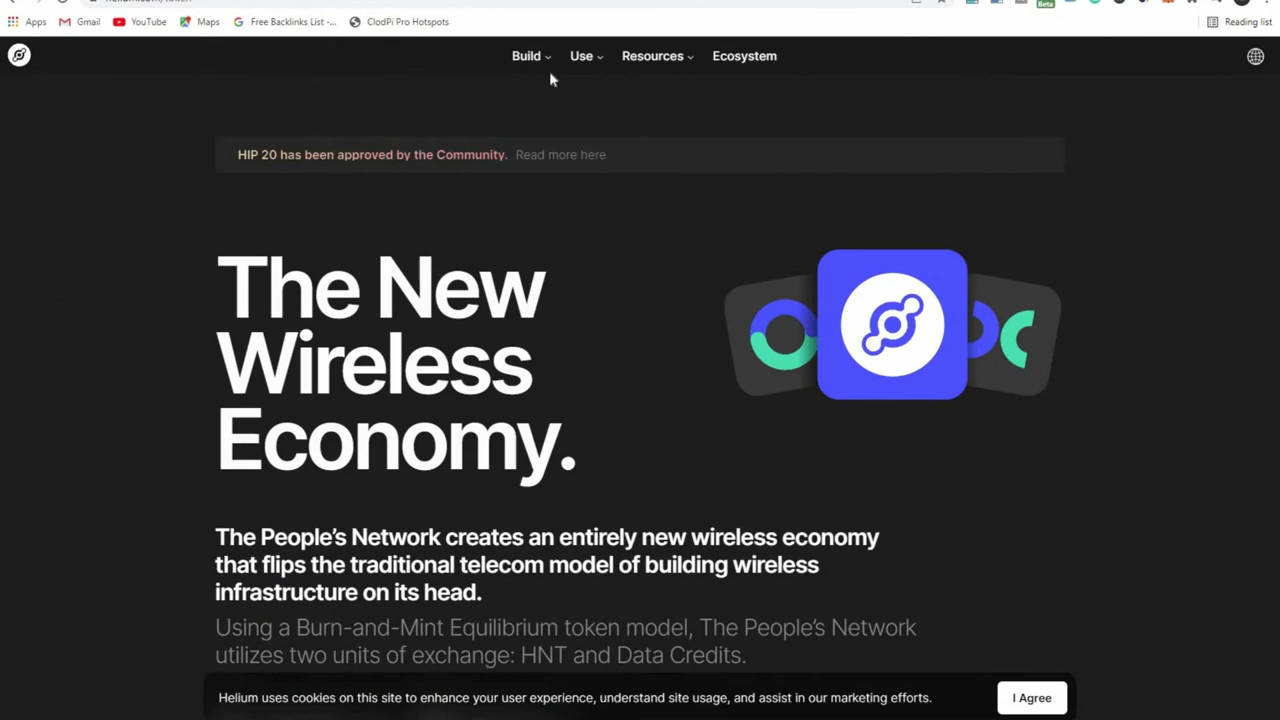 Beta
Apps Gmail YouTube Maps Free Backlinks List -... ClodPi Pro Hotspots Reading list
Build Use Resources Ecosystem
HIP 20 has been approved by the Community. Read more here
The New
Wireless
Economy.
The People’s Network creates an entirely new wireless economy
that flips the traditional telecom model of building wireless
infrastructure on its head.
Using a Burn-and-Mint Equilibrium token model, The People’s Network
utilizes two units of exchange: HNT and Data Credits.
Helium uses cookies on this site to enhance your user experience, understand site usage, and assist in our marketing efforts. I Agree